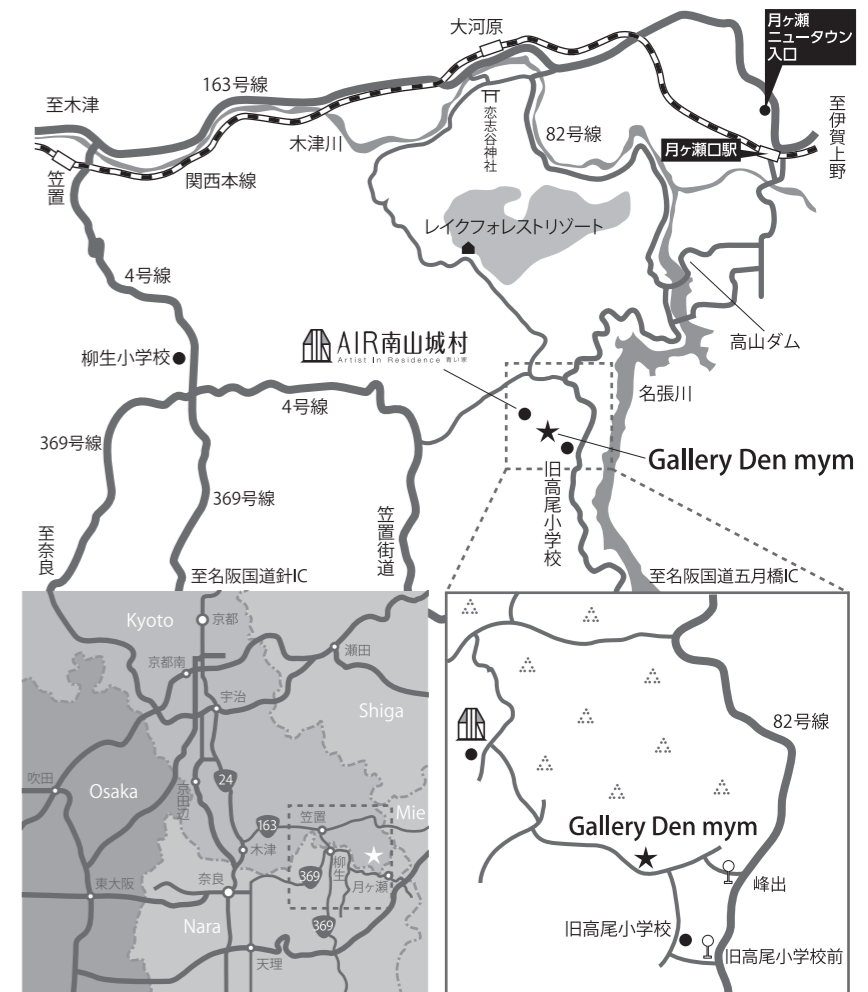 大河原
月ヶ瀬
ニュータウン
入口
163号線
至木津
恋志谷神社
82号線
至伊賀上野
木津川
月ヶ瀬口駅
笠置
関西本線
レイクフォレストリゾート
4号線
AIR南山城村
Artist In Residence 青い家
高山ダム
柳生小学校
名張川
4号線
369号線
Gallery Den mym
369号線
旧高尾小学校
笠置街道
至奈良
至名阪国道針IC
至名阪国道五月橋IC
Kyoto
京都
瀬田
京都南
宇治
Shiga
吹田
24
Osaka
京田辺
163
笠置
Mie
木津
柳生
369
月ヶ瀬
東大阪
奈良
Nara
369
天理
82号線
Gallery Den mym
峰出
旧高尾小学校
旧高尾小学校前